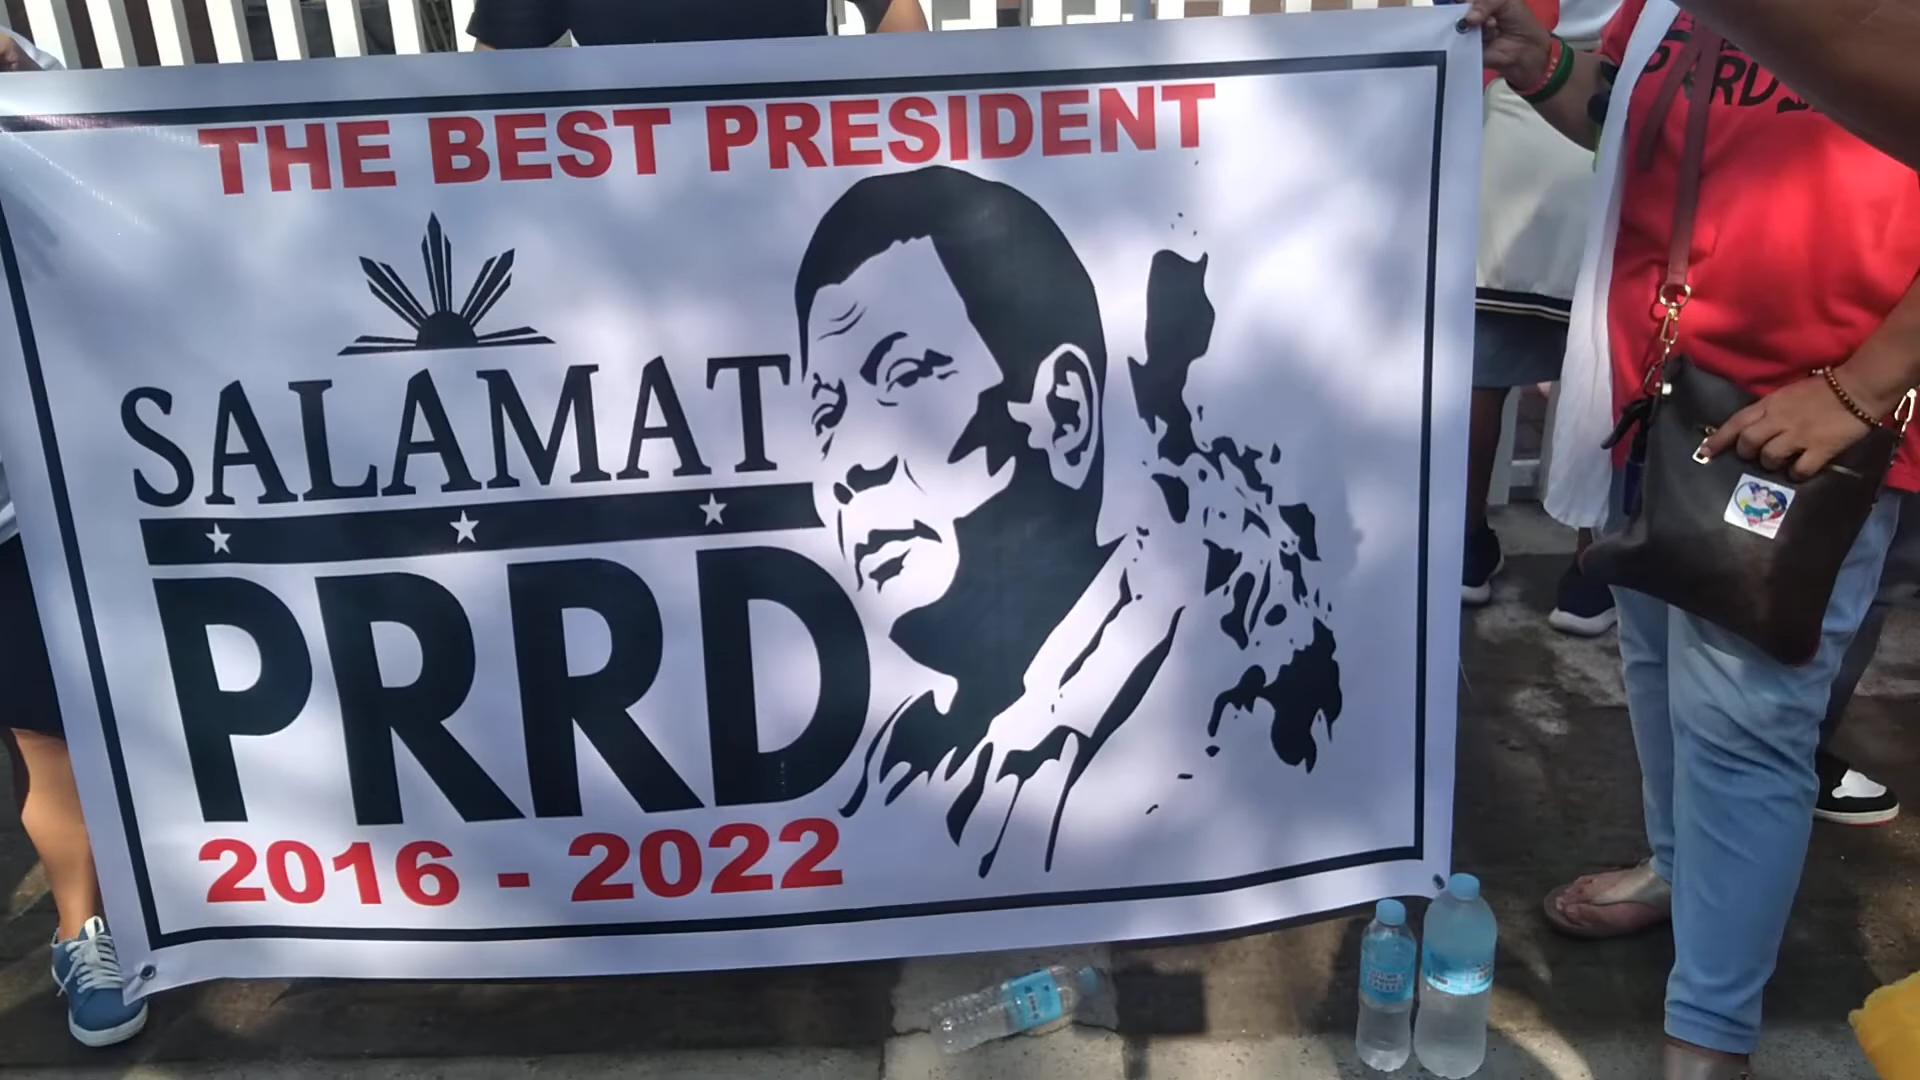 THE BEST PRESIDENT
SALAMAT
PRRD
2016 - 2022